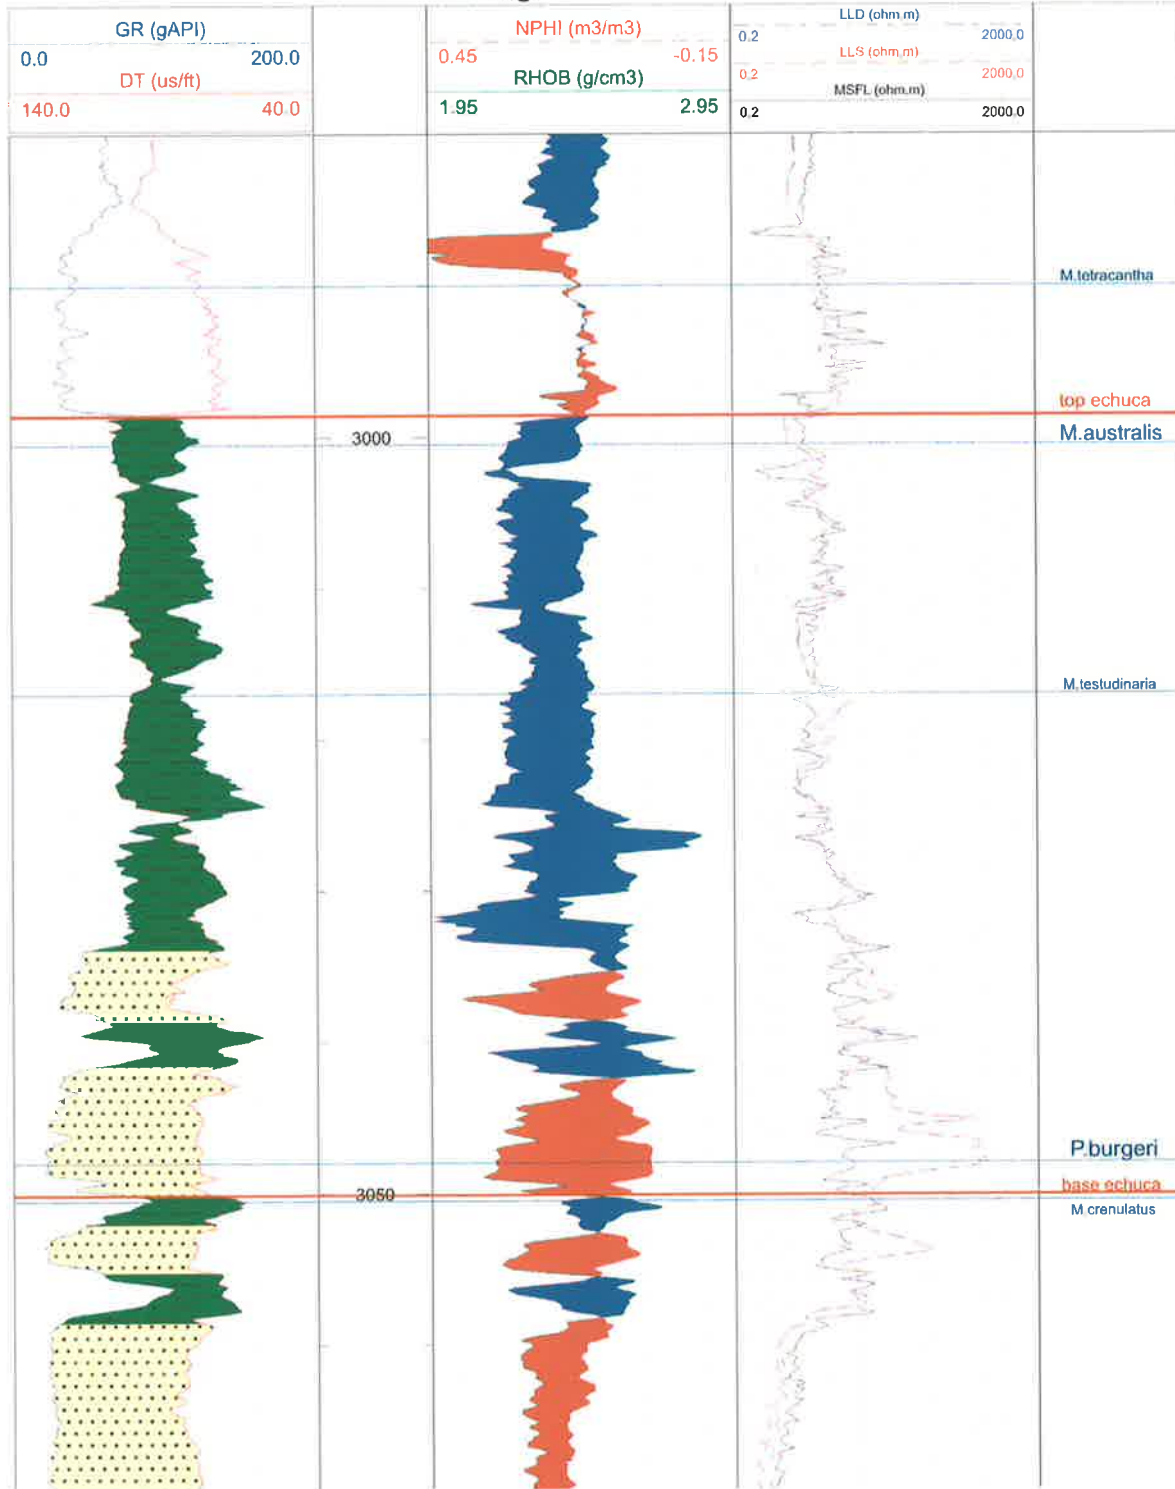 GR (gAPI)
0.0 200.0
DT (us/ft)
140.0 40.0
NPHI (m3/m3)
0.45 -0.15
RHOB (g/cm3)
1.95 2.95
LLD (ohm.m)
0.2 2000.0
LLS (ohm.m)
0.2 2000.0
MSFL (ohm.m)
0.2 2000.0
M.tetracantha
top echuca
3000
M.australis
M.testudinaria
P.burgeri
3050
base echuca
M.crenulatus